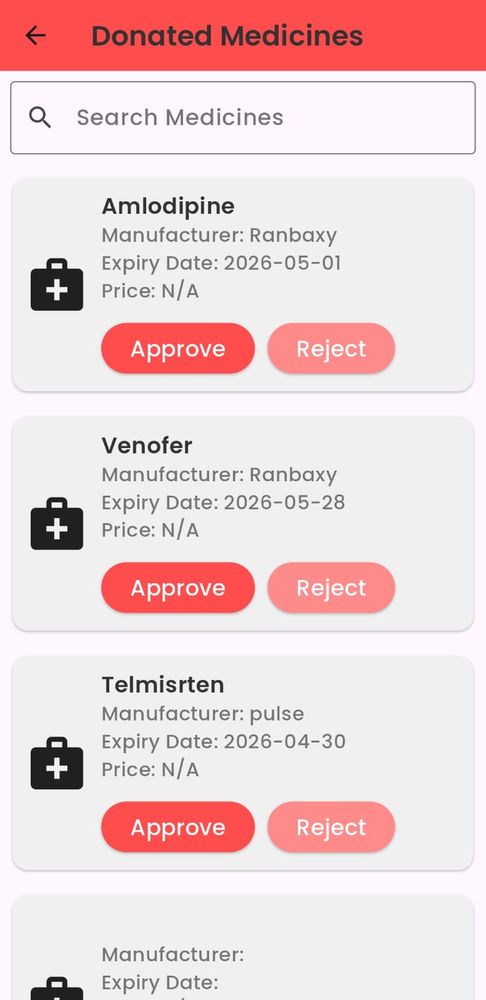 Donated Medicines
Search Medicines
Amlodipine
Manufacturer: Ranbaxy
Expiry Date: 2026-05-01
Price: N/A
Approve Reject
Venofer
Manufacturer: Ranbaxy
Expiry Date: 2026-05-28
Price: N/A
Approve Reject
Telmisrten
Manufacturer: pulse
Expiry Date: 2026-04-30
Price: N/A
Approve Reject
Manufacturer:
Expiry Date: